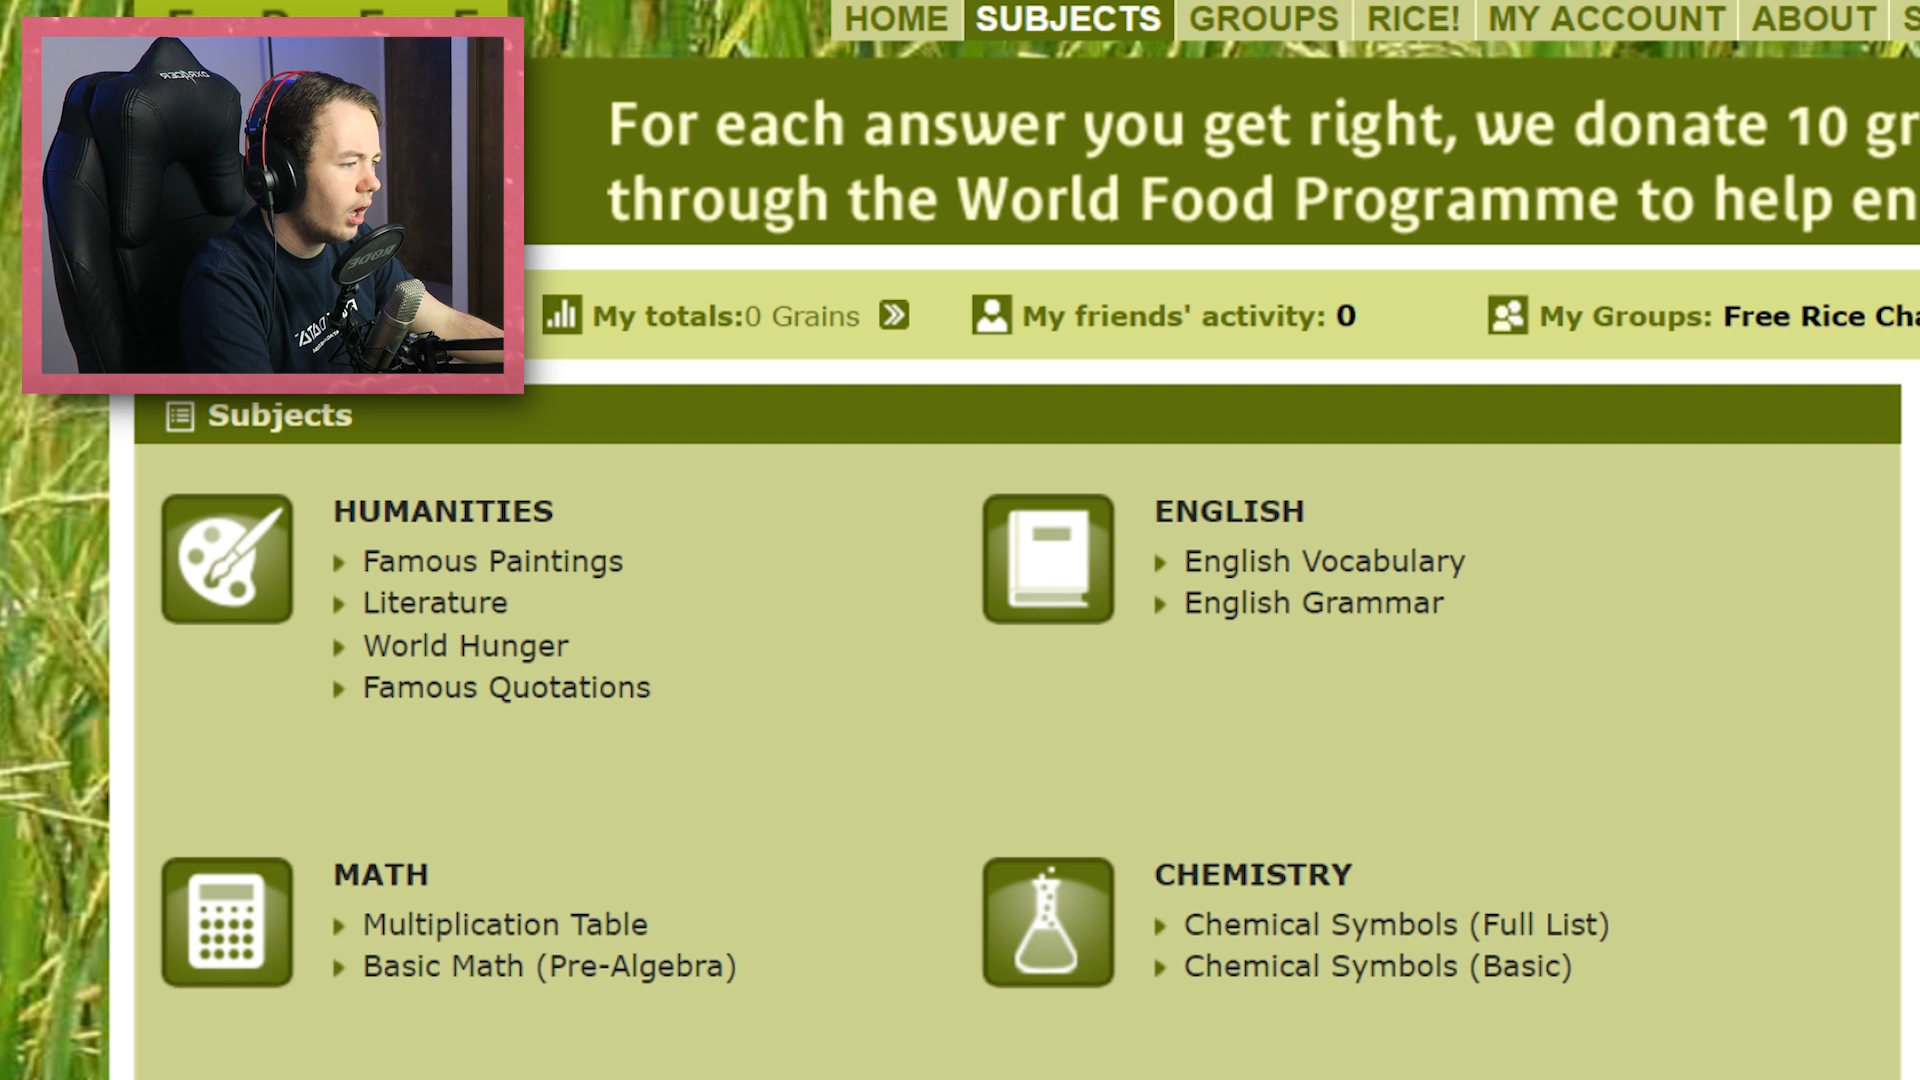 HOME SUBJECTS GROUPS RICE! MY ACCOUNT ABOUT
For each answer you get right, we donate 10
through the World Food Programme to help
My totals:0 Grains My friends' activity: 0 My Groups: Free Rice
Subjects
HUMANITIES
Famous Paintings
Literature
World Hunger
Famous Quotations
ENGLISH
English Vocabulary
English Grammar
MATH
Multiplication Table
Basic Math (Pre-Algebra)
CHEMISTRY
Chemical Symbols (Full List)
Chemical Symbols (Basic)
RØDE